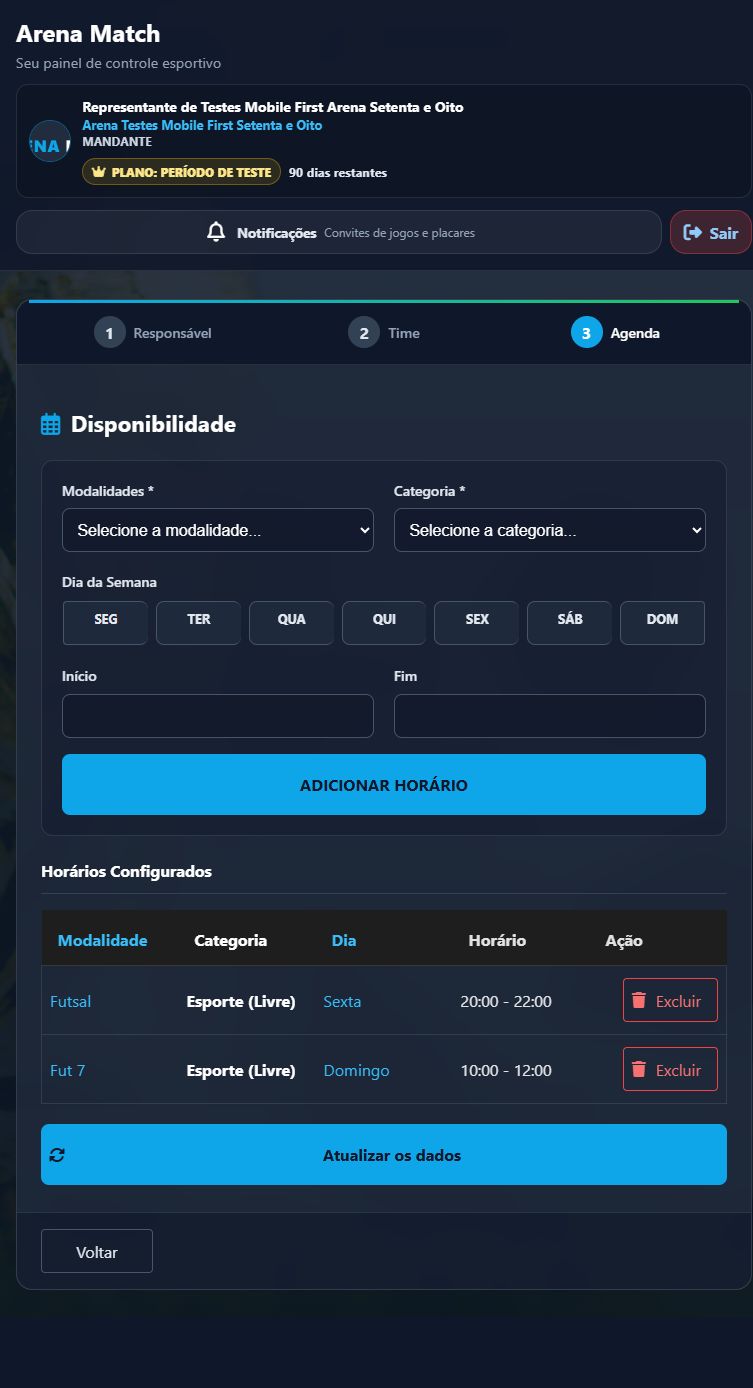 Arena Match
Seu painel de controle esportivo
Representante de Testes Mobile First Arena Setenta e Oito
Arena Testes Mobile First Setenta e Oito
MANDANTE
NA
PLANO: PERÍODO DE TESTE 90 dias restantes
Notificações Convites de jogos e placares
Sair
1 Responsável 2 Time 3 Agenda
Disponibilidade
Modalidades * Categoria *
Selecione a modalidade... Selecione a categoria...
Dia da Semana
SEG TER QUA QUI SEX SÁB DOM
Início Fim
ADICIONAR HORÁRIO
Horários Configurados
Modalidade Categoria Dia Horário Ação
Futsal Esporte (Livre) Sexta 20:00 - 22:00 Excluir
Fut 7 Esporte (Livre) Domingo 10:00 - 12:00 Excluir
Atualizar os dados
Voltar